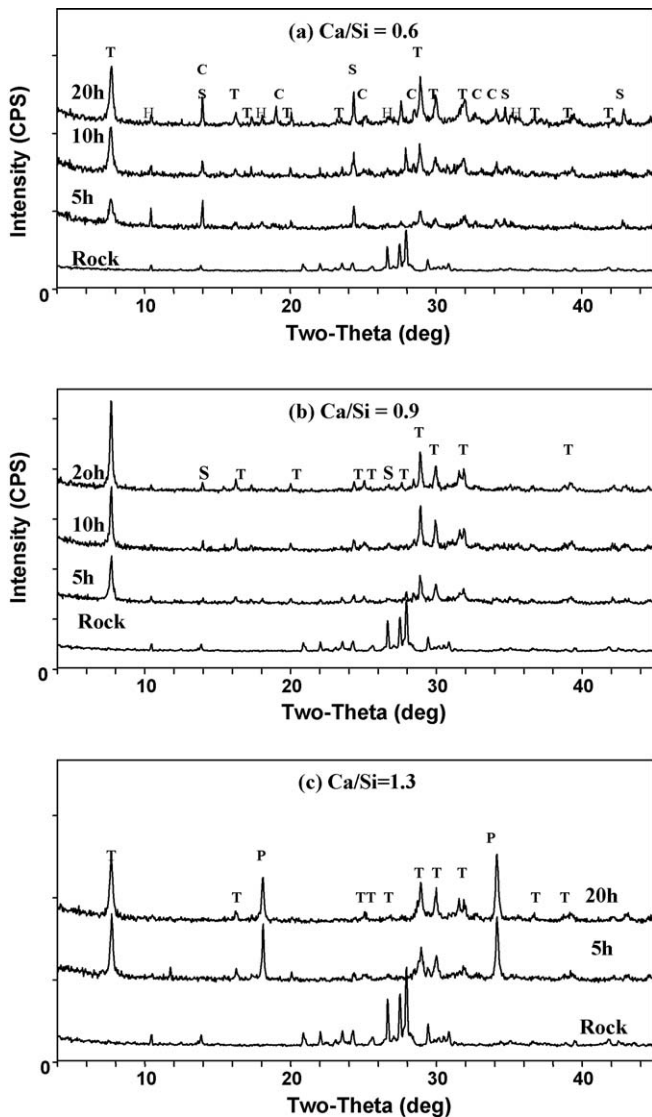 (a) Ca/Si = 0.6
T
T
C
S
20h
C
S
T
C
C
C
T
T
C
C
S
S
H
T
H
T
T
H
H
T
T
T
10h
5h
Rock
0
10
20
30
40
Intensity (CPS)
Two-Theta (deg)
(b) Ca/Si = 0.9
T
T
T
T
2oh
S
T
T
T
T
S
T
10h
5h
Rock
0
10
20
30
40
Intensity (CPS)
Two-Theta (deg)
(c) Ca/Si=1.3
T
P
P
T
T
T
T
T
T
T
T
T
20h
5h
Rock
0
10
20
30
40
Intensity (CPS)
Two-Theta (deg)